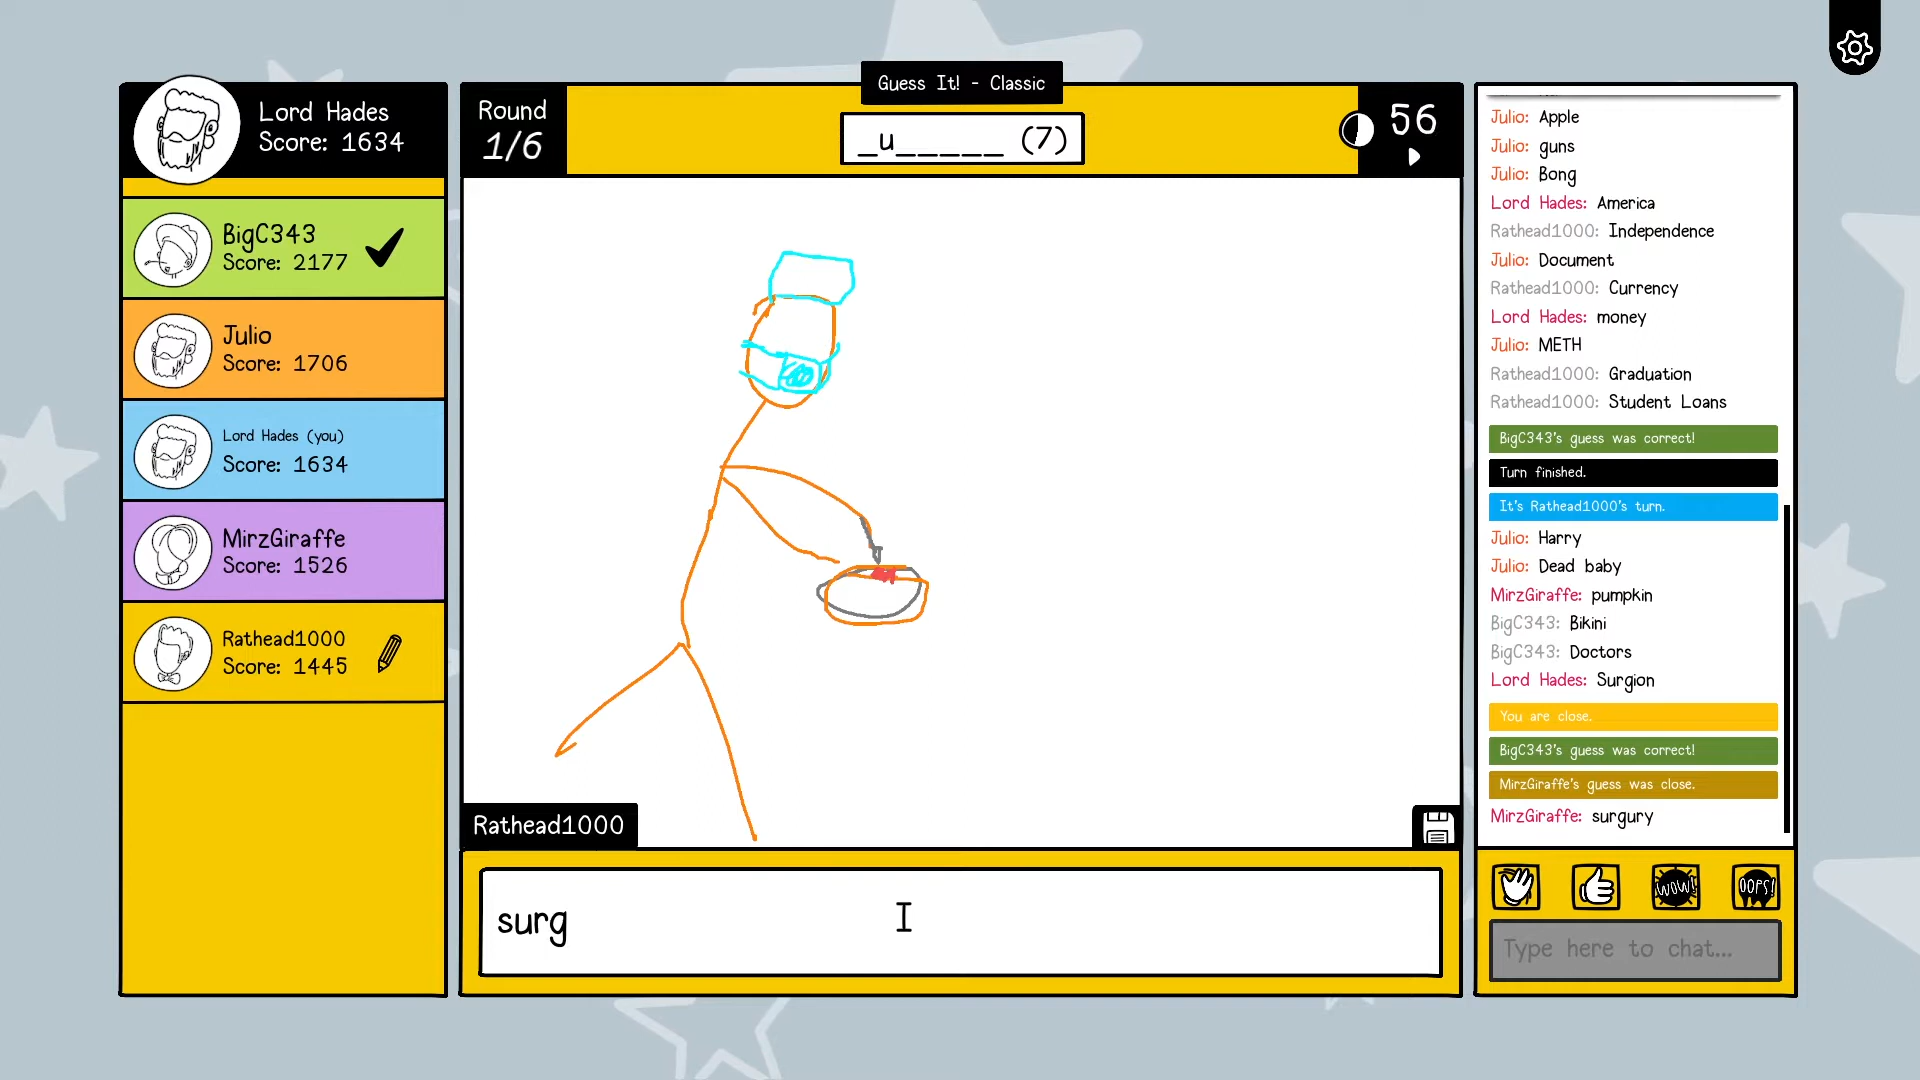 Guess It! - Classic
Lord Hades
Score: 1634
Round
1/6
_u_____ (7)
56
BigC343
Score: 2177
Julio
Score: 1706
Lord Hades (you)
Score: 1634
MirzGiraffe
Score: 1526
Rathead1000
Score: 1445
Rathead1000
surg
Julio: Apple
Julio: guns
Julio: Bong
Lord Hades: America
Rathead1000: Independence
Julio: Document
Rathead1000: Currency
Lord Hades: money
Julio: METH
Rathead1000: Graduation
Rathead1000: Student Loans
BigC343's guess was correct!
Turn finished.
It's Rathead1000's turn.
Julio: Harry
Julio: Dead baby
MirzGiraffe: pumpkin
BigC343: Bikini
BigC343: Doctors
Lord Hades: Surgion
You are close.
BigC343's guess was correct!
MirzGiraffe's guess was close.
MirzGiraffe: surgury
WOW!
OOPS!
Type here to chat...